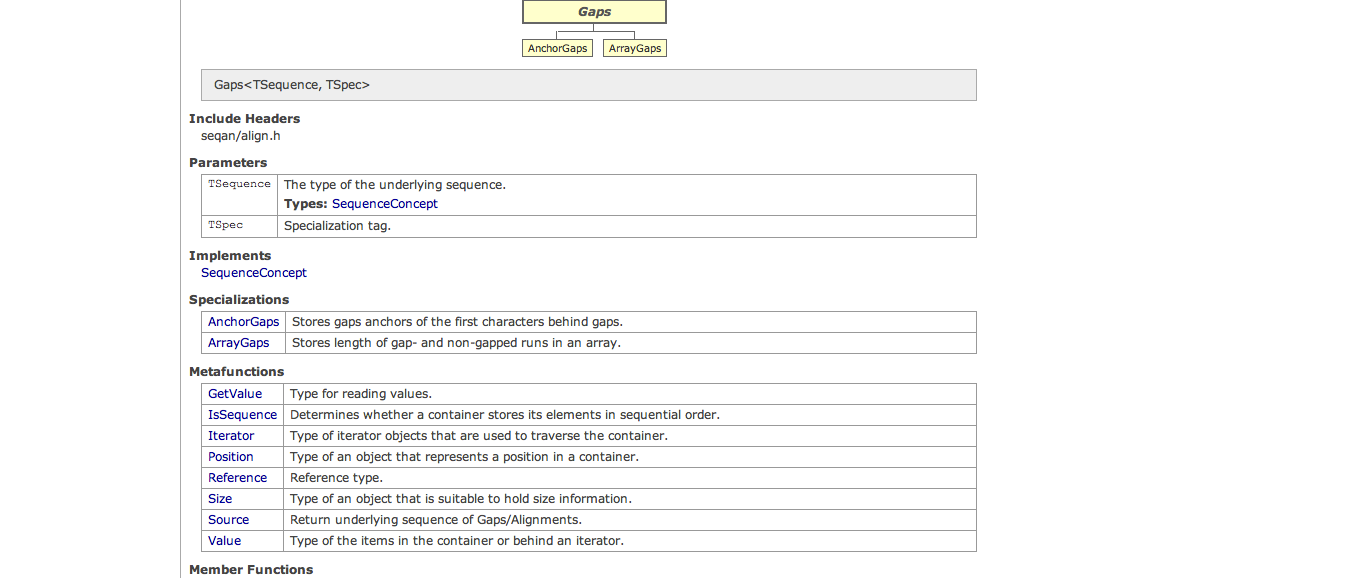 Gaps
AnchorGaps ArrayGaps
Gaps<TSequence, TSpec>
Include Headers
seqan/align.h
Parameters
TSequence The type of the underlying sequence.
Types: SequenceConcept
TSpec Specialization tag.
Implements
SequenceConcept
Specializations
AnchorGaps Stores gaps anchors of the first characters behind gaps.
ArrayGaps Stores length of gap- and non-gapped runs in an array.
Metafunctions
GetValue Type for reading values.
IsSequence Determines whether a container stores its elements in sequential order.
Iterator Type of iterator objects that are used to traverse the container.
Position Type of an object that represents a position in a container.
Reference Reference type.
Size Type of an object that is suitable to hold size information.
Source Return underlying sequence of Gaps/Alignments.
Value Type of the items in the container or behind an iterator.
Member Functions